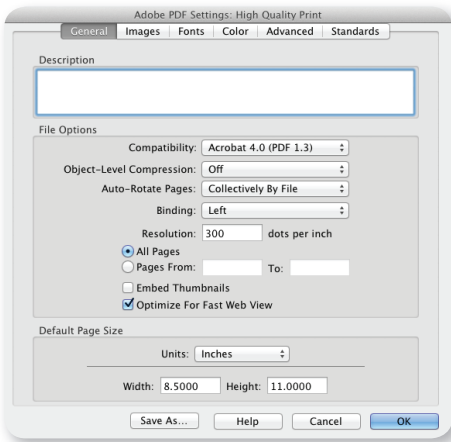 Adobe PDF Settings: High Quality Print
General Images Fonts Color Advanced Standards
Description
File Options
Compatibility: Acrobat 4.0 (PDF 1.3)
Object-Level Compression: Off
Auto-Rotate Pages: Collectively By File
Binding: Left
Resolution: 300 dots per inch
All Pages
Pages From: To:
Embed Thumbnails
Optimize For Fast Web View
Default Page Size
Units: Inches
Width: 8.5000 Height: 11.0000
Save As... Help Cancel OK